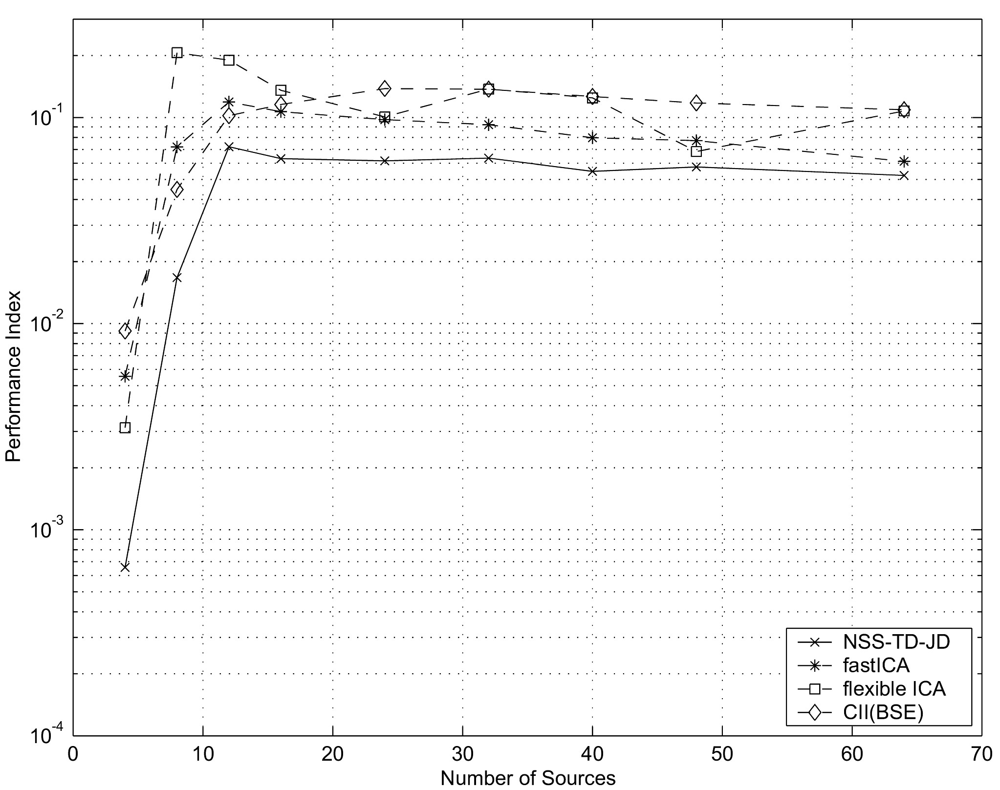 Performance Index
10^-1
10^-2
10^-3
10^-4
0 10 20 30 40 50 60 70
Number of Sources
NSS-TD-JD
fastICA
flexible ICA
CII(BSE)